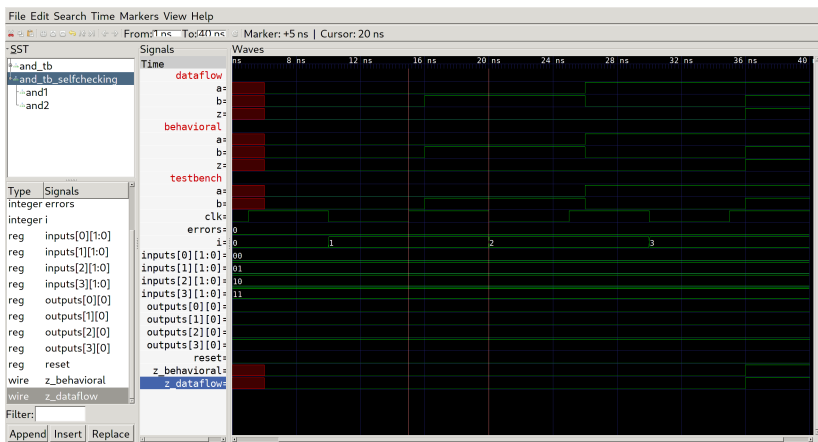 File Edit Search Time Markers View Help
From: 1 ns To: 40 ns Marker: +5 ns | Cursor: 20 ns
SST
and_tb
and_tb_selfchecking
and1
and2
Type Signals
integer errors
integer i
reg inputs[0][1:0]
reg inputs[1][1:0]
reg inputs[2][1:0]
reg inputs[3][1:0]
reg outputs[0][0]
reg outputs[1][0]
reg outputs[2][0]
reg outputs[3][0]
reg reset
wire z_behavioral
wire z_dataflow
Filter:
Append Insert Replace
Signals
Time
dataflow
a=
b=
z=
behavioral
a=
b=
z=
testbench
a=
b=
clk=
errors=
i=
inputs[0][1:0]=
inputs[1][1:0]=
inputs[2][1:0]=
inputs[3][1:0]=
outputs[0][0]=
outputs[1][0]=
outputs[2][0]=
outputs[3][0]=
reset=
z_behavioral=
z_dataflow=
Waves
ns 8 ns 12 ns 16 ns 20 ns 24 ns 28 ns 32 ns 36 ns 40
0
0 1 2 3
00
01
10
11